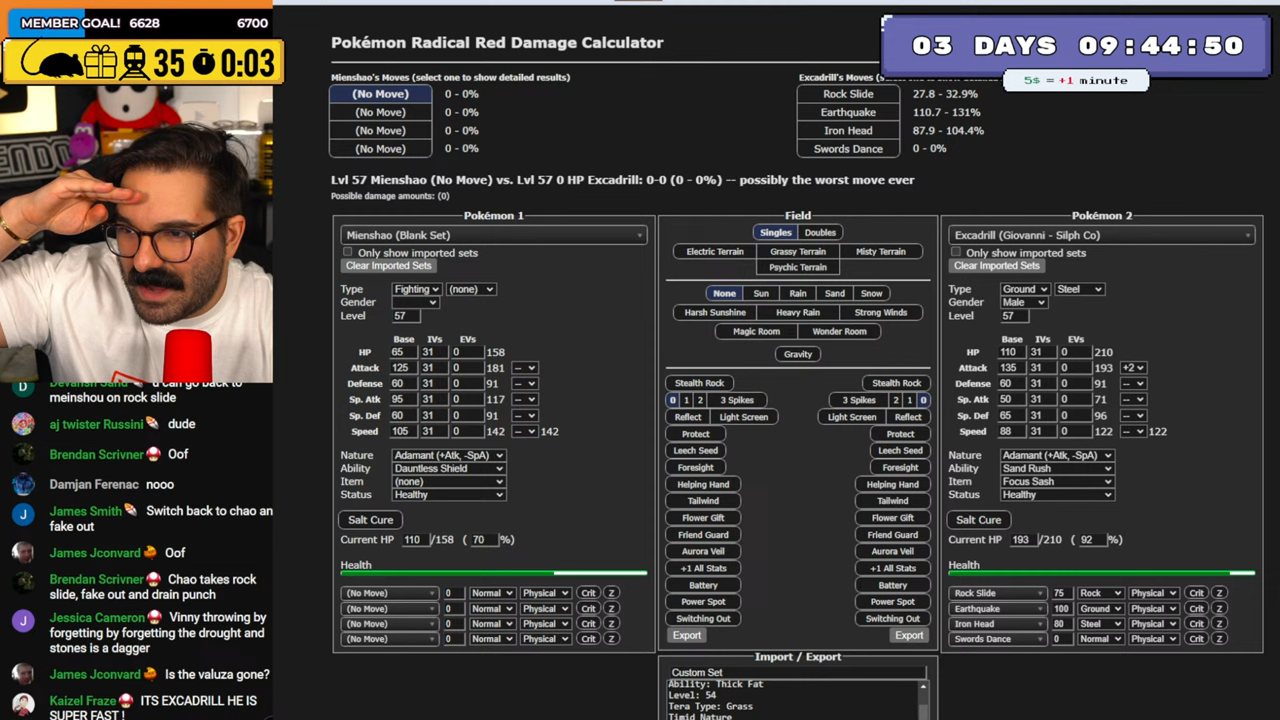 MEMBER GOAL! 6628 6700
35 0:03
03 DAYS 09:44:50
5$ = +1 minute
Pokémon Radical Red Damage Calculator
Mienshao's Moves (select one to show detailed results)
(No Move) 0 - 0%
(No Move) 0 - 0%
(No Move) 0 - 0%
(No Move) 0 - 0%
Excadrill's Moves
Rock Slide 27.8 - 32.9%
Earthquake 110.7 - 131%
Iron Head 87.9 - 104.4%
Swords Dance 0 - 0%
Lvl 57 Mienshao (No Move) vs. Lvl 57 0 HP Excadrill: 0-0 (0 - 0%) -- possibly the worst move ever
Possible damage amounts: (0)
Pokémon 1
Mienshao (Blank Set)
Only show imported sets
Clear Imported Sets
Type Fighting (none)
Gender
Level 57
Base IVs EVs
HP 65 31 0 158
Attack 125 31 0 181 --
Defense 60 31 0 91 --
Sp. Atk 95 31 0 117 --
Sp. Def 60 31 0 91 --
Speed 105 31 0 142 -- 142
Nature Adamant (+Atk, -SpA)
Ability Dauntless Shield
Item (none)
Status Healthy
Salt Cure
Current HP 110 /158 ( 70 %)
Health
(No Move) 0 Normal Physical Crit Z
(No Move) 0 Normal Physical Crit Z
(No Move) 0 Normal Physical Crit Z
(No Move) 0 Normal Physical Crit Z
Field
Singles Doubles
Electric Terrain Grassy Terrain Misty Terrain
Psychic Terrain
None Sun Rain Sand Snow
Harsh Sunshine Heavy Rain Strong Winds
Magic Room Wonder Room
Gravity
Stealth Rock Stealth Rock
0 1 2 3 Spikes 3 Spikes 2 1 0
Reflect Light Screen Light Screen Reflect
Protect Protect
Leech Seed Leech Seed
Foresight Foresight
Helping Hand Helping Hand
Tailwind Tailwind
Flower Gift Flower Gift
Friend Guard Friend Guard
Aurora Veil Aurora Veil
+1 All Stats +1 All Stats
Battery Battery
Power Spot Power Spot
Switching Out Switching Out
Export Export
Import / Export
Custom Set
Ability: Thick Fat
Level: 54
Tera Type: Grass
Timid Nature
Pokémon 2
Excadrill (Giovanni - Silph Co)
Only show imported sets
Clear Imported Sets
Type Ground Steel
Gender Male
Level 57
Base IVs EVs
HP 110 31 0 210
Attack 135 31 0 193 +2
Defense 60 31 0 91 --
Sp. Atk 50 31 0 71 --
Sp. Def 65 31 0 96 --
Speed 88 31 0 122 -- 122
Nature Adamant (+Atk, -SpA)
Ability Sand Rush
Item Focus Sash
Status Healthy
Salt Cure
Current HP 193 /210 ( 92 %)
Health
Rock Slide 75 Rock Physical Crit Z
Earthquake 100 Ground Physical Crit Z
Iron Head 80 Steel Physical Crit Z
Swords Dance 0 Normal Physical Crit Z
meinshou on rock slide
aj twister Russini dude
Brendan Scrivner Oof
Damjan Ferenac nooo
James Smith Switch back to chao an
fake out
James Jconvard Oof
Brendan Scrivner Chao takes rock
slide, fake out and drain punch
Jessica Cameron Vinny throwing by
forgetting by forgetting the drought and
stones is a dagger
James Jconvard Is the valuza gone?
Kaizel Fraze ITS EXCADRILL HE IS
SUPER FAST !